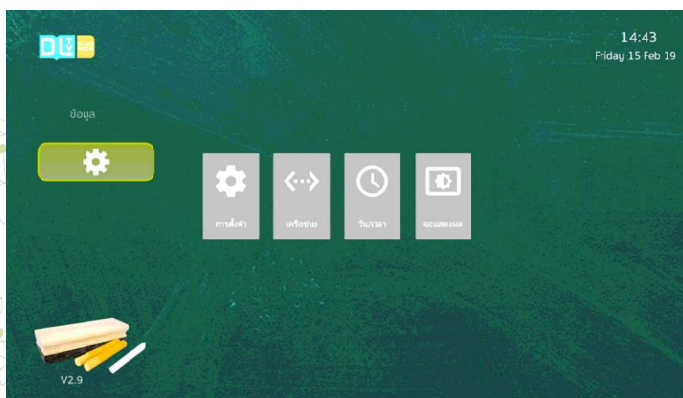 DLTV
14:43
Friday 15 Feb 19
ข้อมูล
การตั้งค่า
เครือข่าย
วัน/เวลา
จอแสดงผล
V2.9